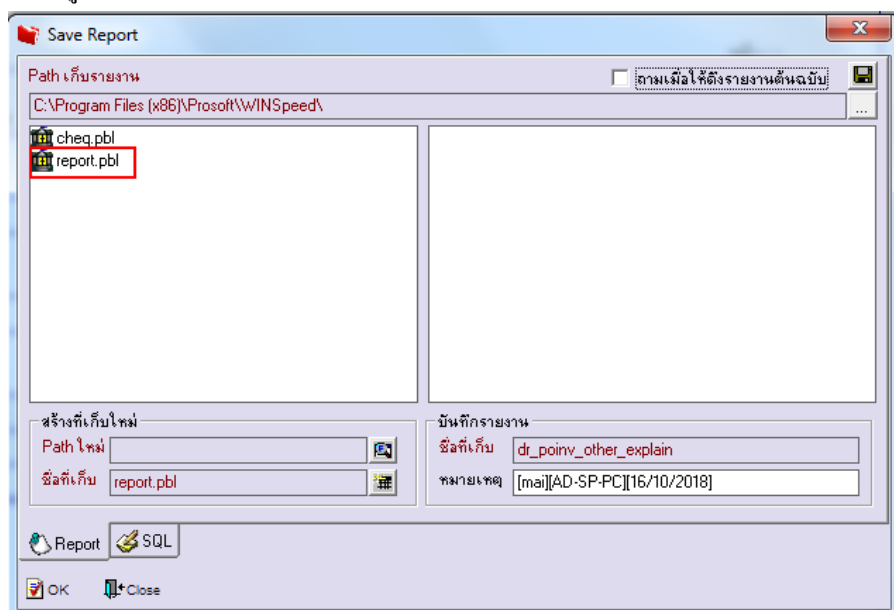 Save Report
Path เก็บรายงาน
ถามเมื่อให้ดึงรายงานต้นฉบับ
C:\Program Files (x86)\Prosoft\WINSpeed\
...
cheq.pbl
report.pbl
สร้างที่เก็บใหม่
Path ใหม่
ชื่อที่เก็บ report.pbl
บันทึกรายงาน
ชื่อที่เก็บ dr_poinv_other_explain
หมายเหตุ [mai][AD-SP-PC][16/10/2018]
Report SQL
OK Close